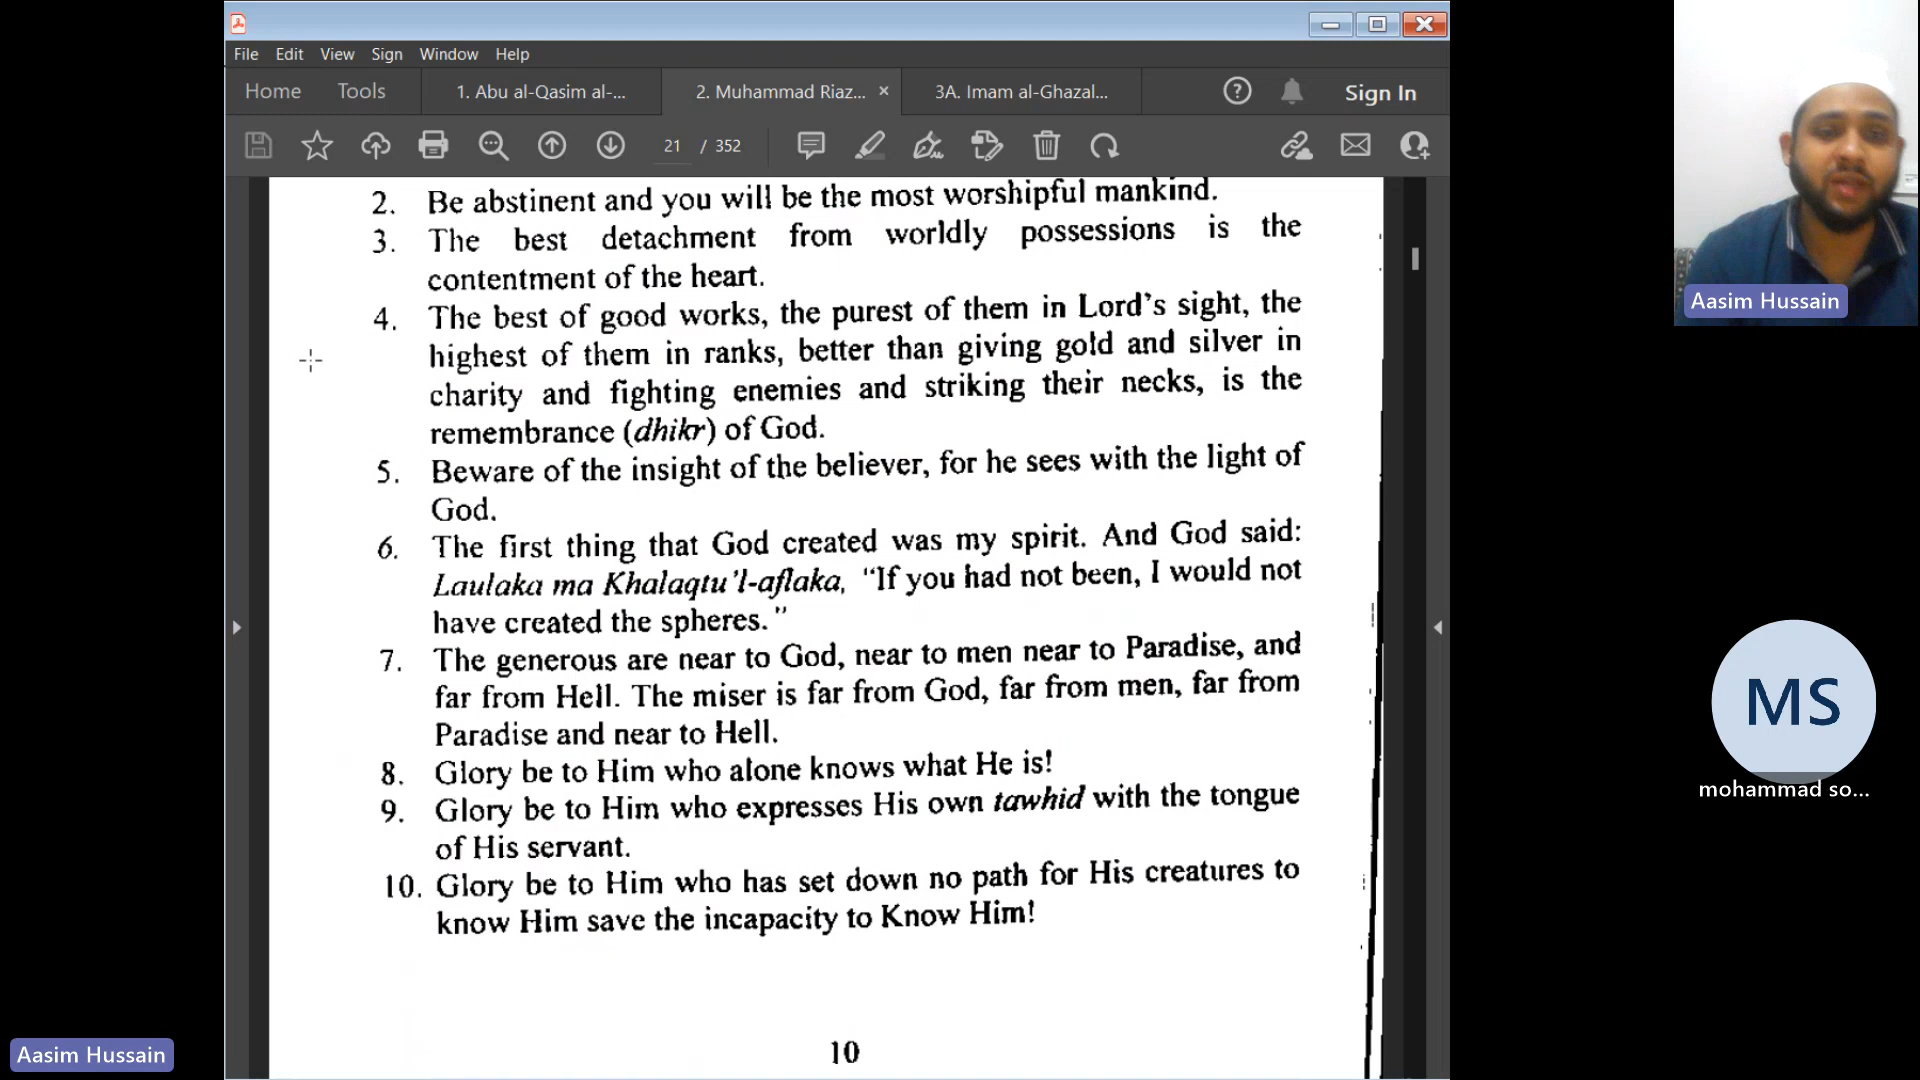 File Edit View Sign Window Help
Home Tools 1. Abu al-Qasim al-... 2. Muhammad Riaz... × 3A. Imam al-Ghazal... Sign In
21 / 352
2. Be abstinent and you will be the most worshipful mankind.
3. The best detachment from worldly possessions is the
contentment of the heart.
4. The best of good works, the purest of them in Lord's sight, the
highest of them in ranks, better than giving gold and silver in
charity and fighting enemies and striking their necks, is the
remembrance (dhikr) of God.
5. Beware of the insight of the believer, for he sees with the light of
God.
6. The first thing that God created was my spirit. And God said:
Laulaka ma Khalaqtu'l-aflaka, "If you had not been, I would not
have created the spheres."
7. The generous are near to God, near to men near to Paradise, and
far from Hell. The miser is far from God, far from men, far from
Paradise and near to Hell.
8. Glory be to Him who alone knows what He is!
9. Glory be to Him who expresses His own tawhid with the tongue
of His servant.
10. Glory be to Him who has set down no path for His creatures to
know Him save the incapacity to Know Him!
10
Aasim Hussain
MS
mohammad so...
Aasim Hussain